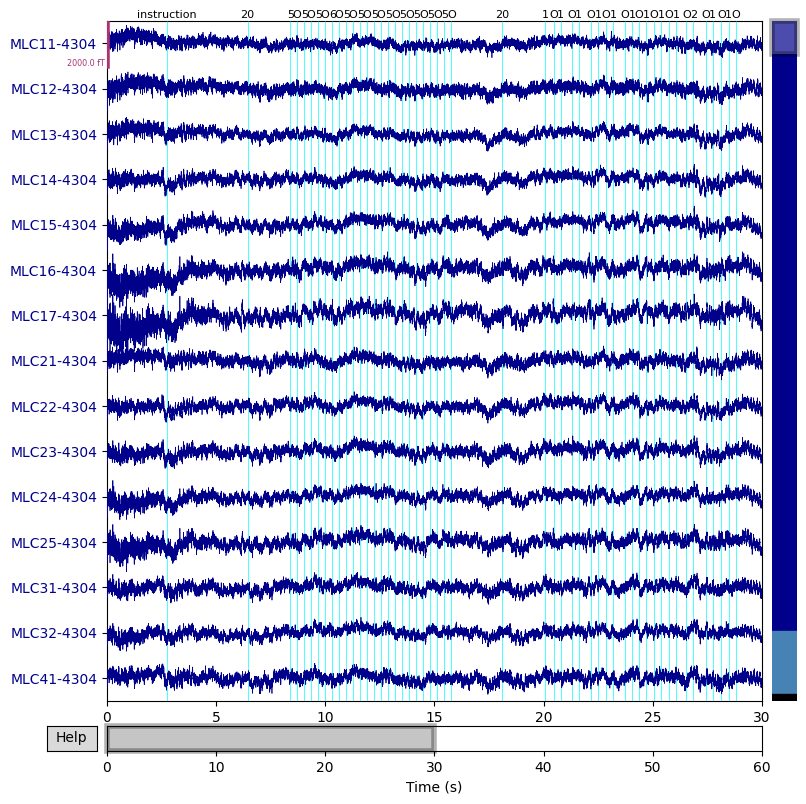 instruction 20 5O5O5O6O5O5O5O5O5O5O5O5O 20 1 O1 O1 O1O1 O1O1O1O1 O2 O1 O1O
MLC11-4304
2000.0 fT
MLC12-4304
MLC13-4304
MLC14-4304
MLC15-4304
MLC16-4304
MLC17-4304
MLC21-4304
MLC22-4304
MLC23-4304
MLC24-4304
MLC25-4304
MLC31-4304
MLC32-4304
MLC41-4304
0 5 10 15 20 25 30
Help
0 10 20 30 40 50 60
Time (s)